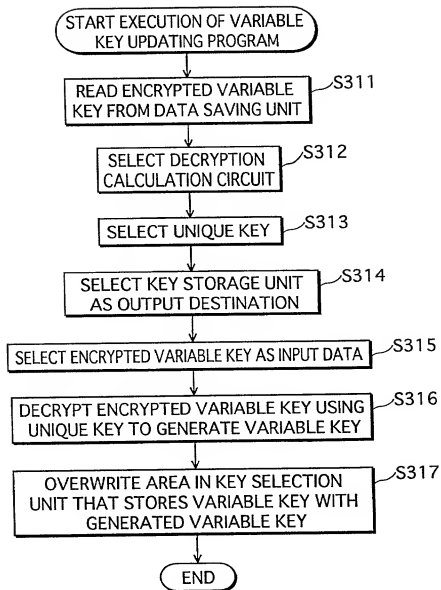 START EXECUTION OF VARIABLE
KEY UPDATING PROGRAM
READ ENCRYPTED VARIABLE
KEY FROM DATA SAVING UNIT
S311
SELECT DECRYPTION
CALCULATION CIRCUIT
S312
SELECT UNIQUE KEY
S313
SELECT KEY STORAGE UNIT
AS OUTPUT DESTINATION
S314
SELECT ENCRYPTED VARIABLE KEY AS INPUT DATA
S315
DECRYPT ENCRYPTED VARIABLE KEY USING
UNIQUE KEY TO GENERATE VARIABLE KEY
S316
OVERWRITE AREA IN KEY SELECTION
UNIT THAT STORES VARIABLE KEY WITH
GENERATED VARIABLE KEY
S317
END